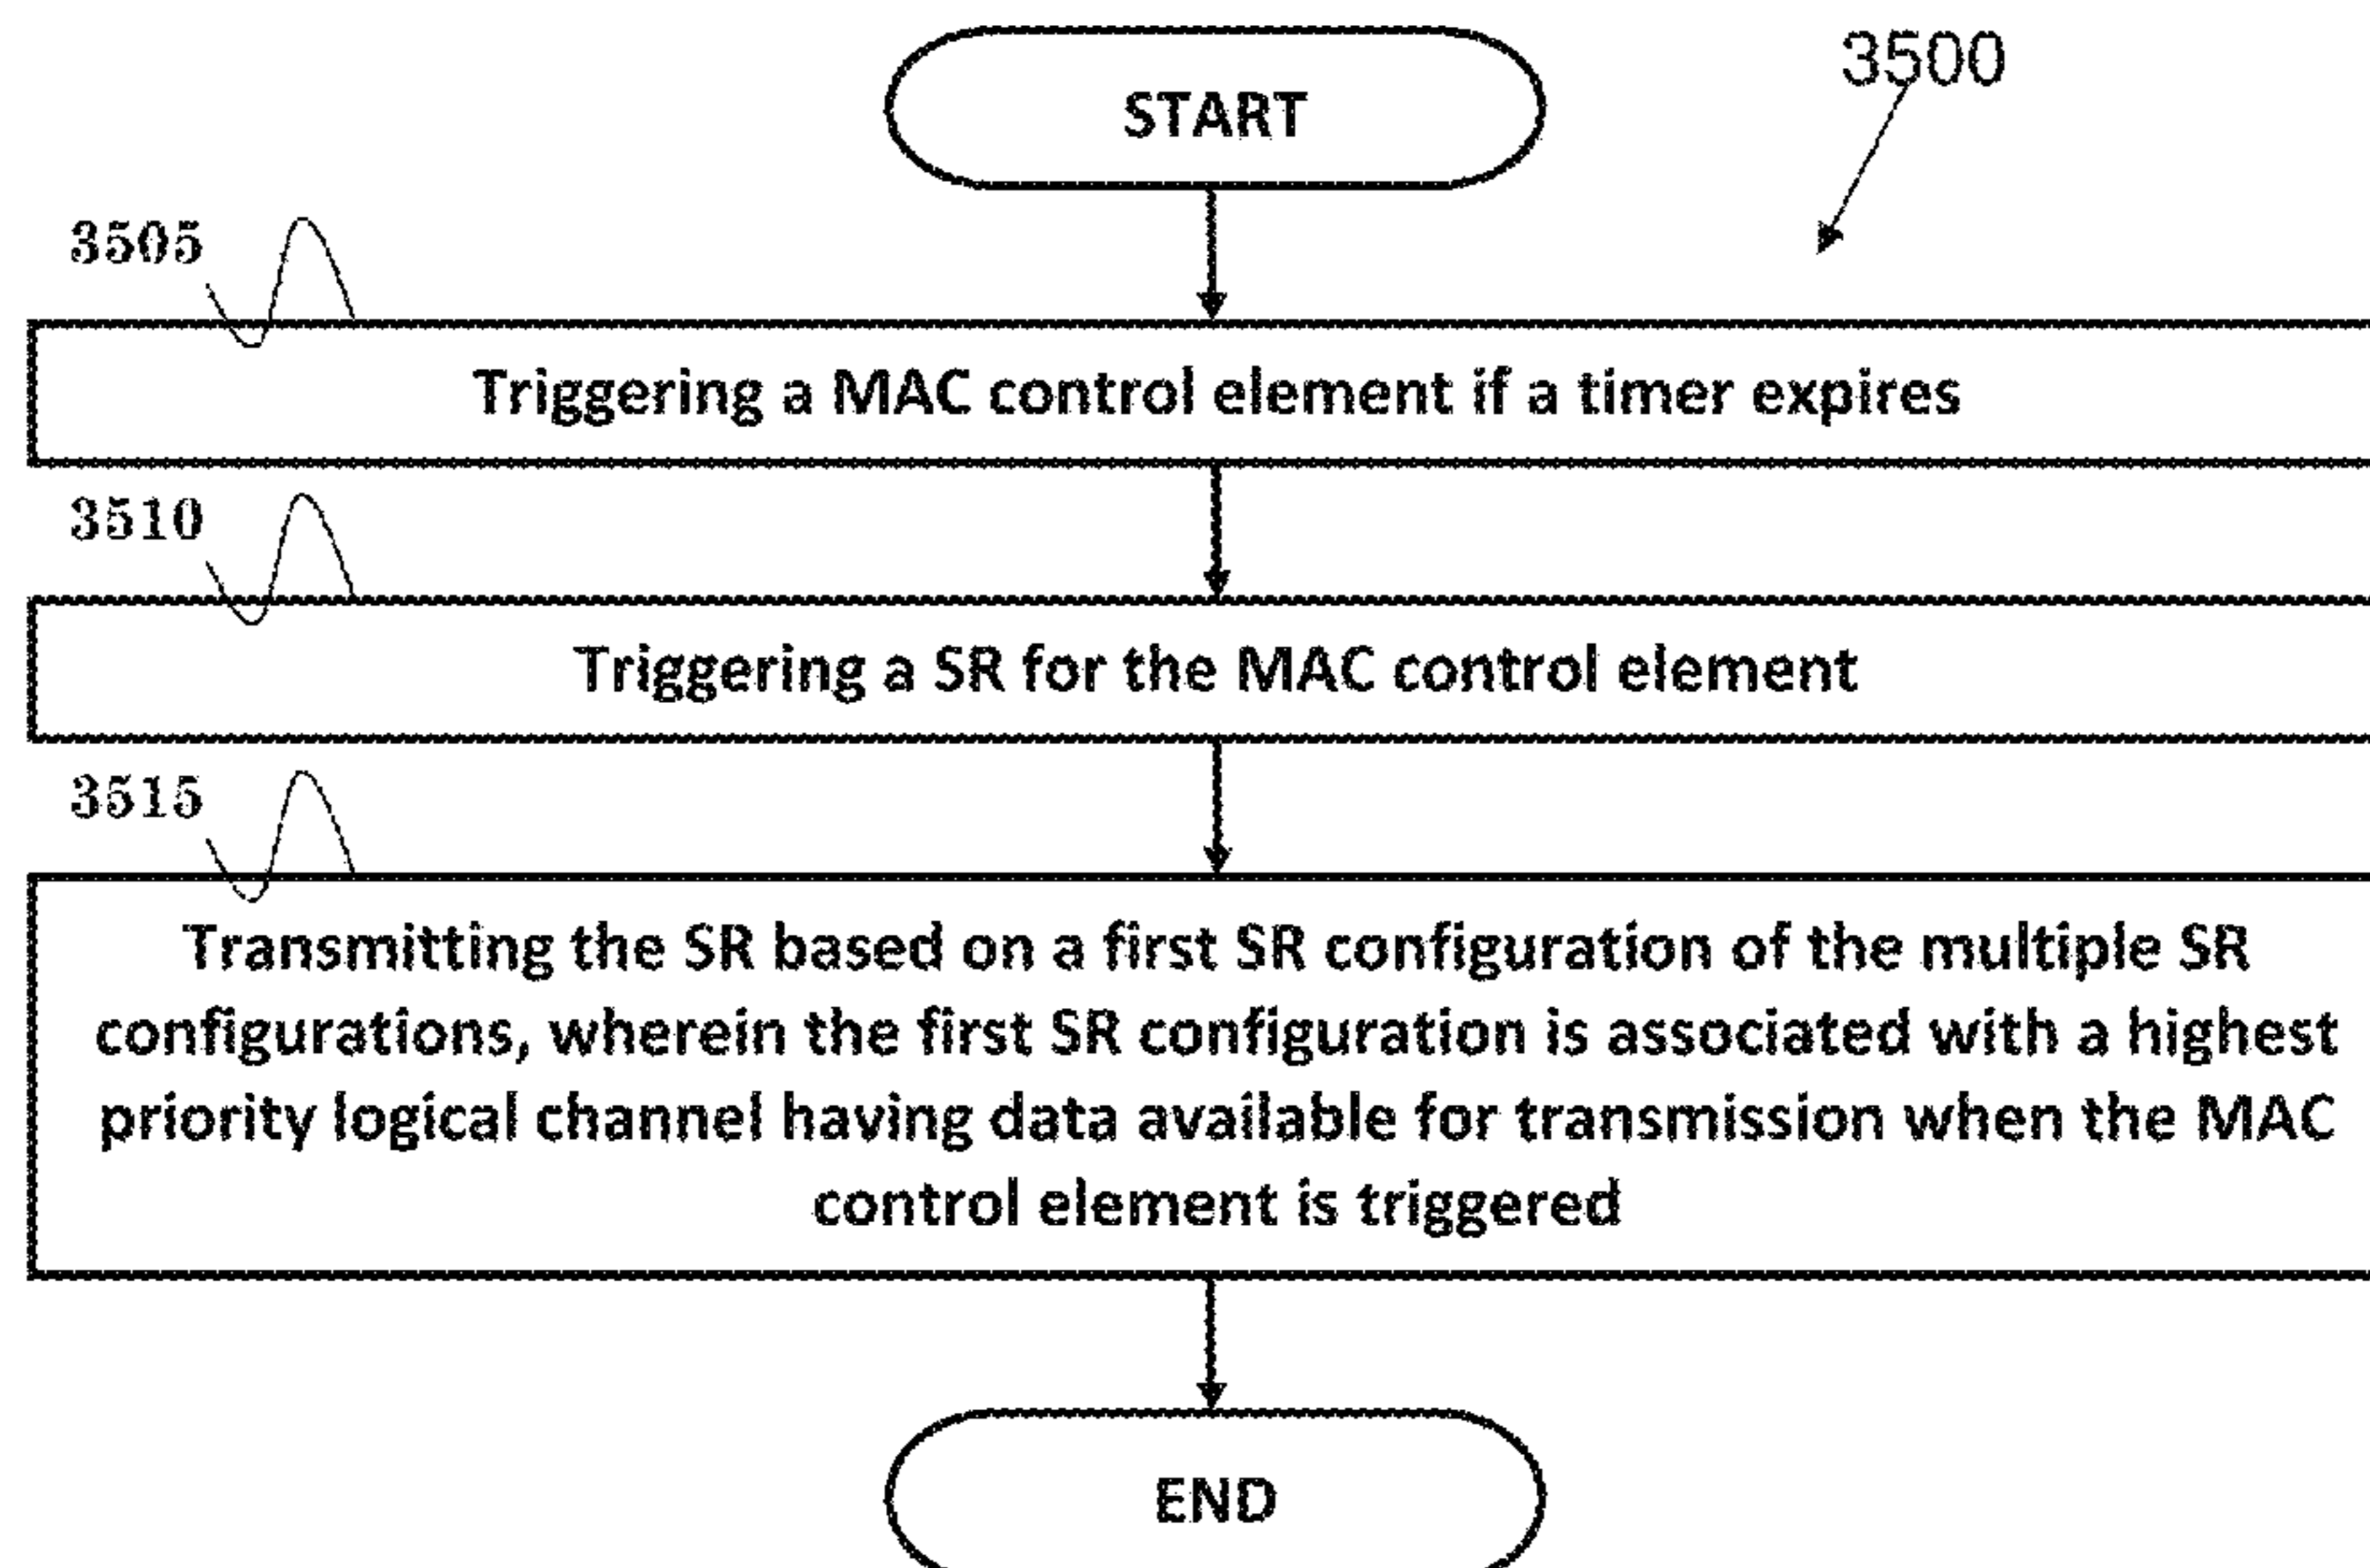 START
3500
3505
Triggering a MAC control element if a timer expires
3510
Triggering a SR for the MAC control element
3515
Transmitting the SR based on a first SR configuration of the multiple SR
configurations, wherein the first SR configuration is associated with a highest
priority logical channel having data available for transmission when the MAC
control element is triggered
END